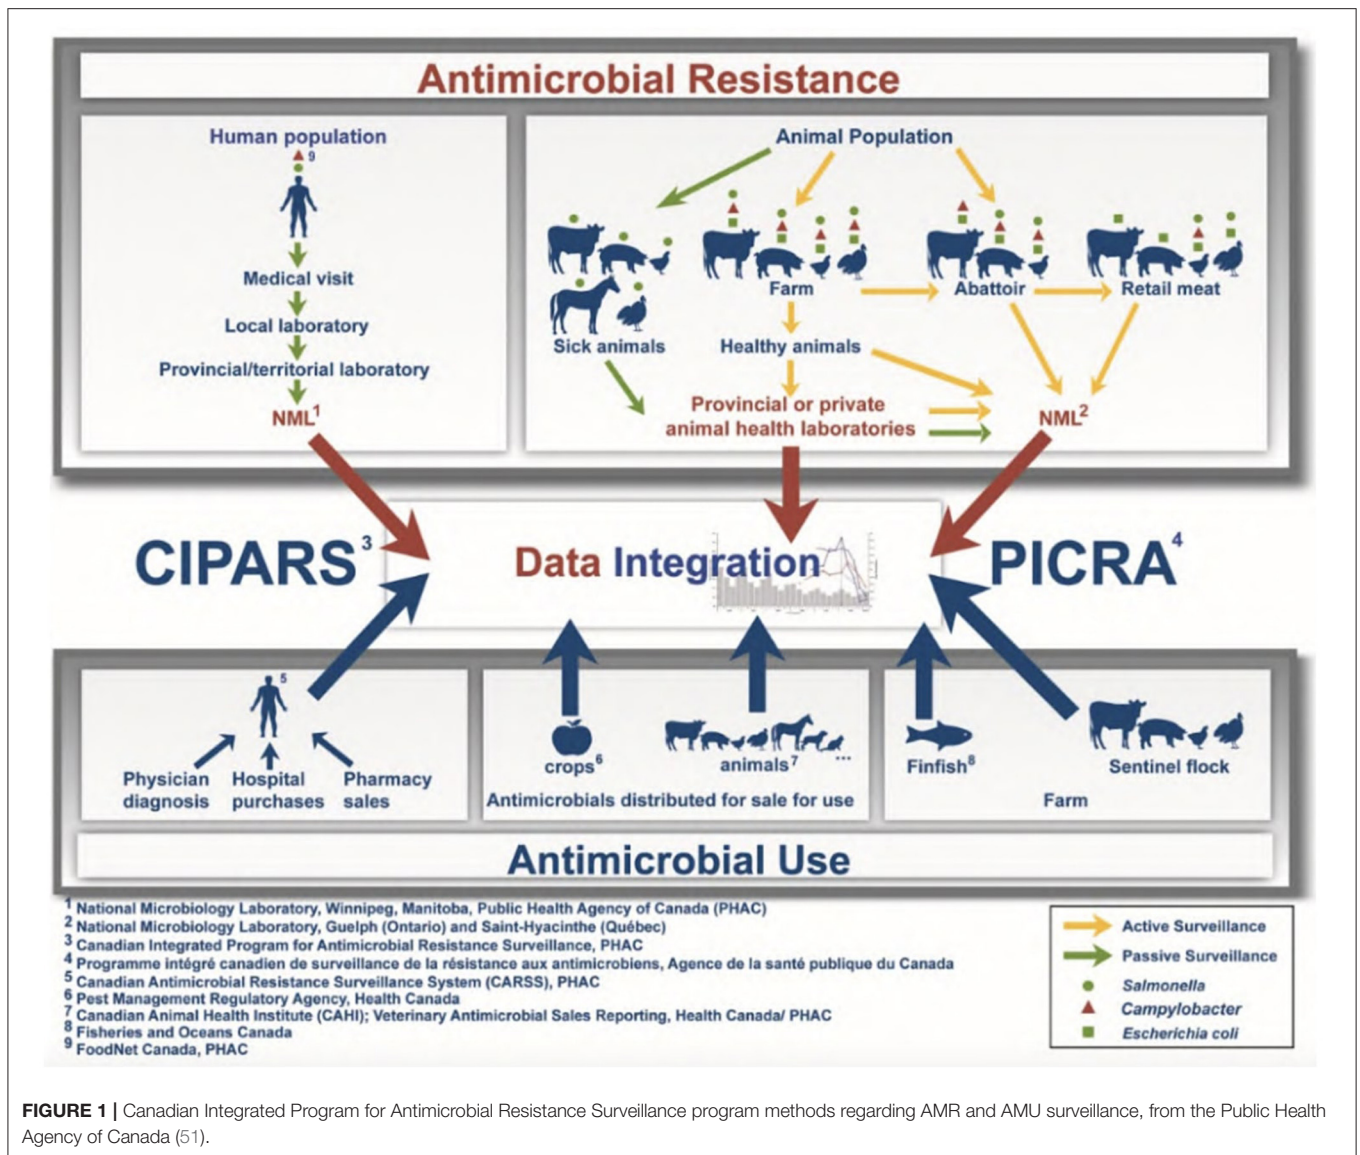 Antimicrobial Resistance
Human population
9
Medical visit
Local laboratory
Provincial/territorial laboratory
NML1
Animal Population
Farm
Abattoir
Retail meat
Sick animals
Healthy animals
Provincial or private
animal health laboratories
NML2
CIPARS3
Data Integration
PICRA4
5
Physician
diagnosis
Hospital
purchases
Pharmacy
sales
crops6
animals7
...
Antimicrobials distributed for sale for use
Finfish8
Sentinel flock
Farm
Antimicrobial Use
1 National Microbiology Laboratory, Winnipeg, Manitoba, Public Health Agency of Canada (PHAC)
2 National Microbiology Laboratory, Guelph (Ontario) and Saint-Hyacinthe (Québec)
3 Canadian Integrated Program for Antimicrobial Resistance Surveillance, PHAC
4 Programme intégré canadien de surveillance de la résistance aux antimicrobiens, Agence de la santé publique du Canada
5 Canadian Antimicrobial Resistance Surveillance System (CARSS), PHAC
6 Pest Management Regulatory Agency, Health Canada
7 Canadian Animal Health Institute (CAHI); Veterinary Antimicrobial Sales Reporting, Health Canada/ PHAC
8 Fisheries and Oceans Canada
9 FoodNet Canada, PHAC
Active Surveillance
Passive Surveillance
Salmonella
Campylobacter
Escherichia coli
FIGURE 1 | Canadian Integrated Program for Antimicrobial Resistance Surveillance program methods regarding AMR and AMU surveillance, from the Public Health
Agency of Canada (51).